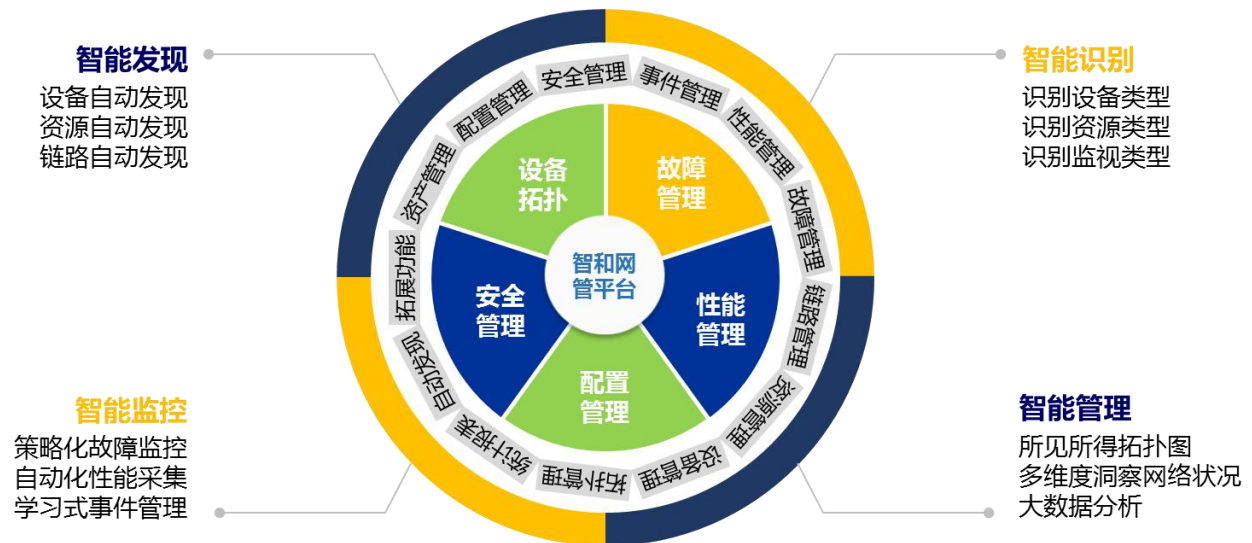 智能发现
设备自动发现
资源自动发现
链路自动发现
智能识别
识别设备类型
识别资源类型
识别监视类型
安全管理
事件管理
性能管理
故障管理
链路管理
资源管理
设备管理
拓扑管理
统计报表
自动发现
拓展功能
资产管理
配置管理
设备
拓扑
故障
管理
性能
管理
配置
管理
安全
管理
智和网
管平台
智能监控
策略化故障监控
自动化性能采集
学习式事件管理
智能管理
所见所得拓扑图
多维度洞察网络状况
大数据分析